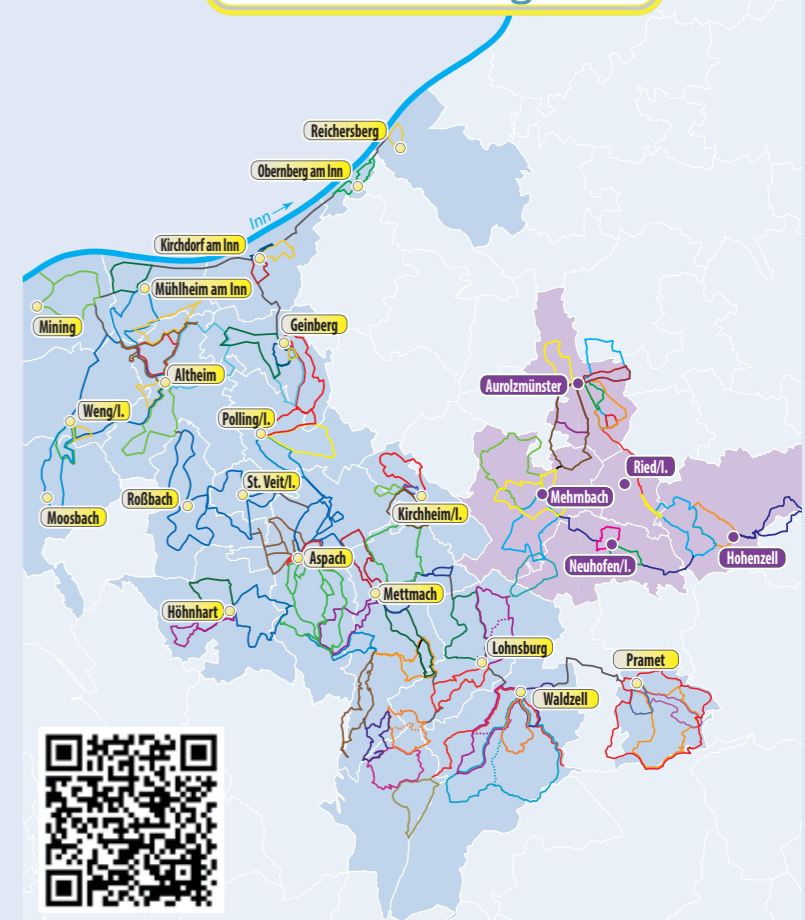 Reichersberg
Obernberg am Inn
Inn
Kirchdorf am Inn
Mühlheim am Inn
Mining
Geinberg
Altheim
Aurolzmünster
Weng/I.
Polling/I.
Ried/I.
St. Veit/I.
Mehrnbach
Roßbach
Moosbach
Kirchheim/I.
Aspach
Neuhofen/I.
Hohenzell
Mettmach
Höhnhart
Lohnsburg
Pramet
Waldzell